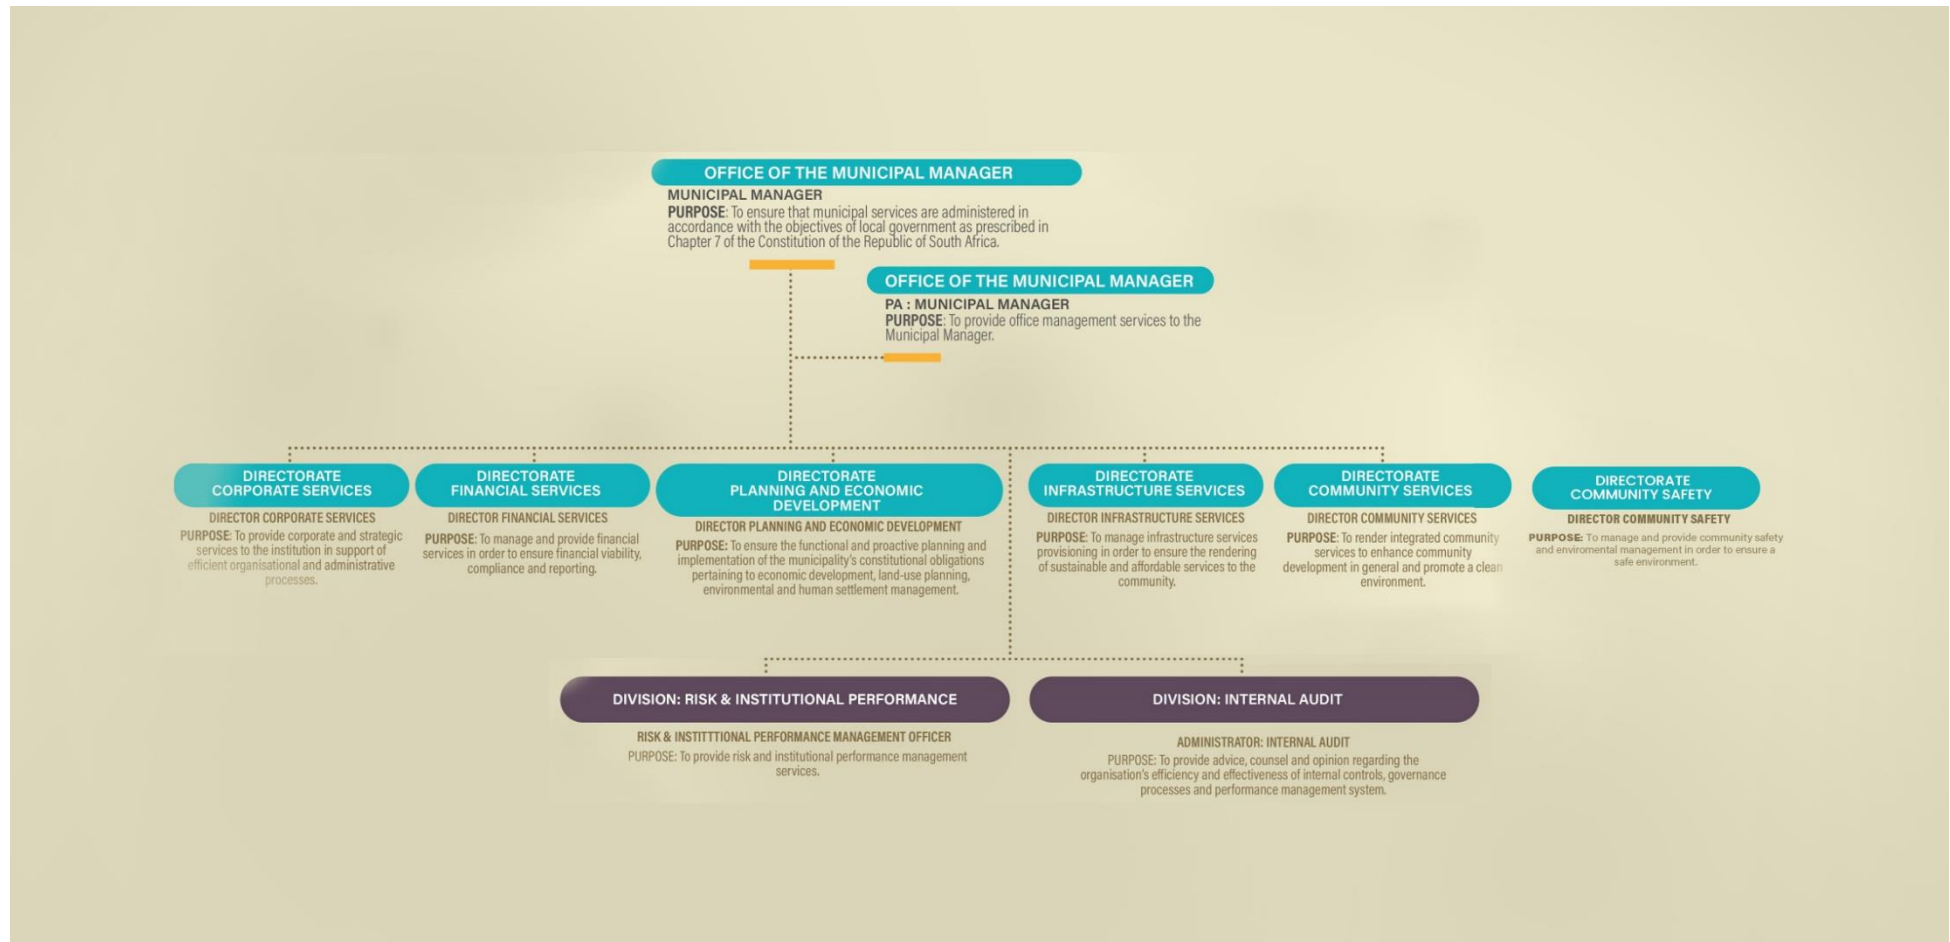 OFFICE OF THE MUNICIPAL MANAGER
MUNICIPAL MANAGER
PURPOSE: To ensure that municipal services are administered in
accordance with the objectives of local government as prescribed in
Chapter 7 of the Constitution of the Republic of South Africa.
OFFICE OF THE MUNICIPAL MANAGER
PA : MUNICIPAL MANAGER
PURPOSE: To provide office management services to the
Municipal Manager.
DIRECTORATE
CORPORATE SERVICES
DIRECTOR CORPORATE SERVICES
PURPOSE: To provide corporate and strategic
services to the institution in support of
efficient organisational and administrative
processes.
DIRECTORATE
FINANCIAL SERVICES
DIRECTOR FINANCIAL SERVICES
PURPOSE: To manage and provide financial
services in order to ensure financial viability,
compliance and reporting.
DIRECTORATE
PLANNING AND ECONOMIC
DEVELOPMENT
DIRECTOR PLANNING AND ECONOMIC DEVELOPMENT
PURPOSE: To ensure the functional and proactive planning and
implementation of the municipality's constitutional obligations
pertaining to economic development, land-use planning,
environmental and human settlement management.
DIRECTORATE
INFRASTRUCTURE SERVICES
DIRECTOR INFRASTRUCTURE SERVICES
PURPOSE: To manage infrastructure services
provisioning in order to ensure the rendering
of sustainable and affordable services to the
community.
DIRECTORATE
COMMUNITY SERVICES
DIRECTOR COMMUNITY SERVICES
PURPOSE: To render integrated community
services to enhance community
development in general and promote a clean
environment.
DIRECTORATE
COMMUNITY SAFETY
DIRECTOR COMMUNITY SAFETY
PURPOSE: To manage and provide community safety
and enviromental management in order to ensure a
safe environment.
DIVISION: RISK & INSTITUTIONAL PERFORMANCE
RISK & INSTITTTIONAL PERFORMANCE MANAGEMENT OFFICER
PURPOSE: To provide risk and institutional performance management
services.
DIVISION: INTERNAL AUDIT
ADMINISTRATOR: INTERNAL AUDIT
PURPOSE: To provide advice, counsel and opinion regarding the
organisation's efficiency and effectiveness of internal controls, governance
processes and performance management system.